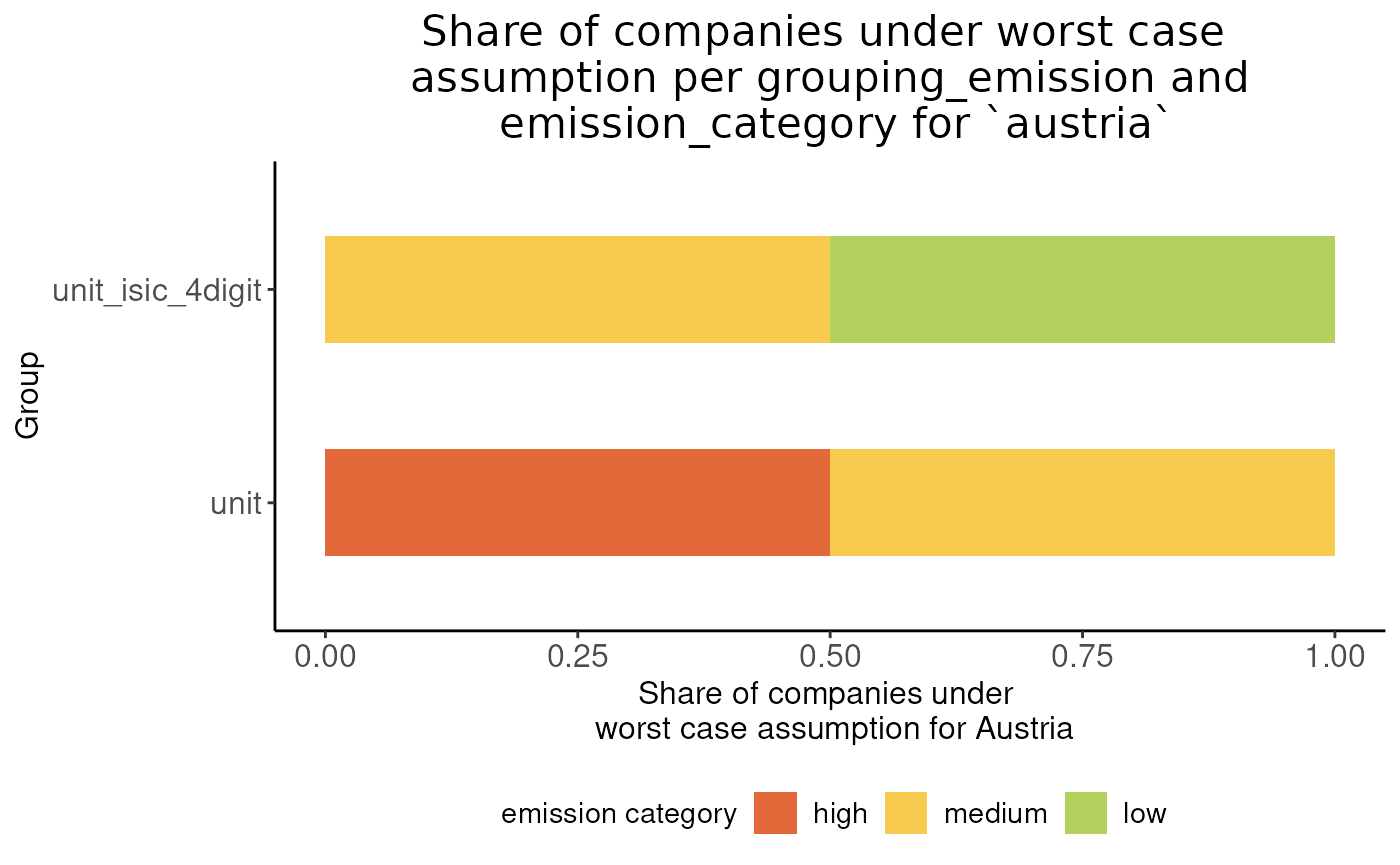 Share of companies under worst case
assumption per grouping_emission and
emission_category for `austria`
unit_isic_4digit
Group
unit
0.00 0.25 0.50 0.75 1.00
Share of companies under
worst case assumption for Austria
emission category high medium low